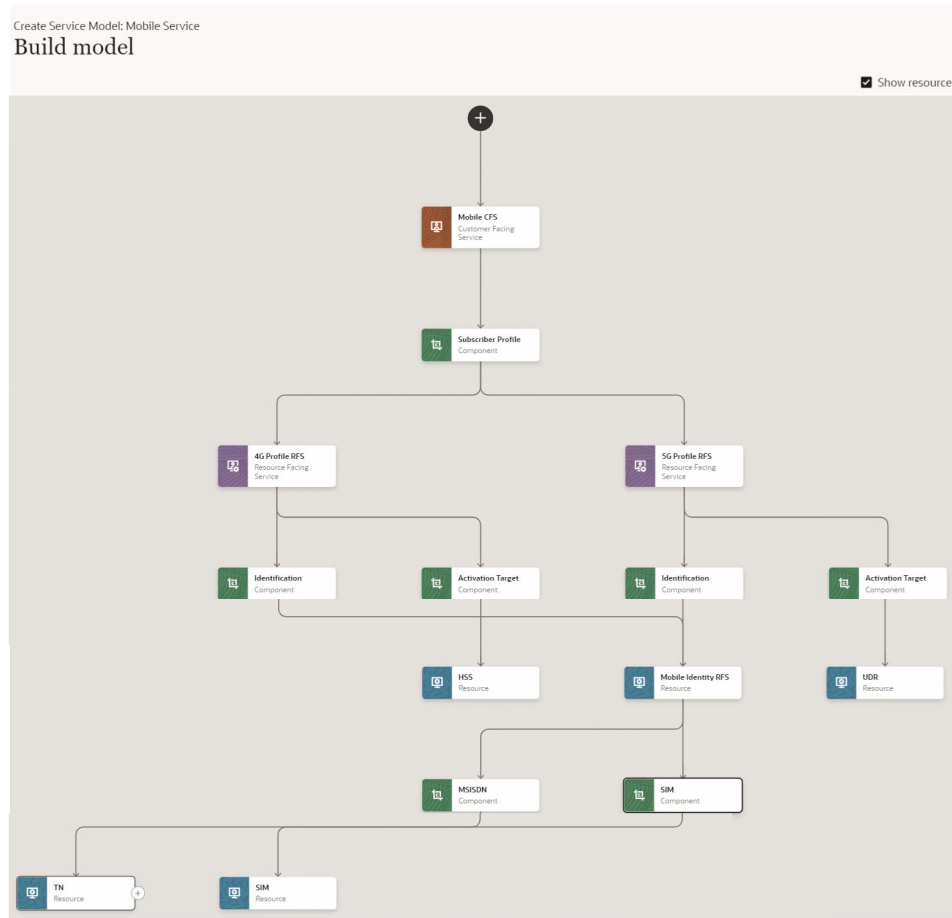 Create Service Model: Mobile Service
Build model
Show resource
Mobile CFS
Customer Facing
Service
Subscriber Profile
Component
4G Profile RFS
Resource Facing
Service
5G Profile RFS
Resource Facing
Service
Identification
Component
Activation Target
Component
Identification
Component
Activation Target
Component
HSS
Resource
Mobile Identity RFS
Resource
UDR
Resource
MSISDN
Component
SIM
Component
TN
Resource
SIM
Resource